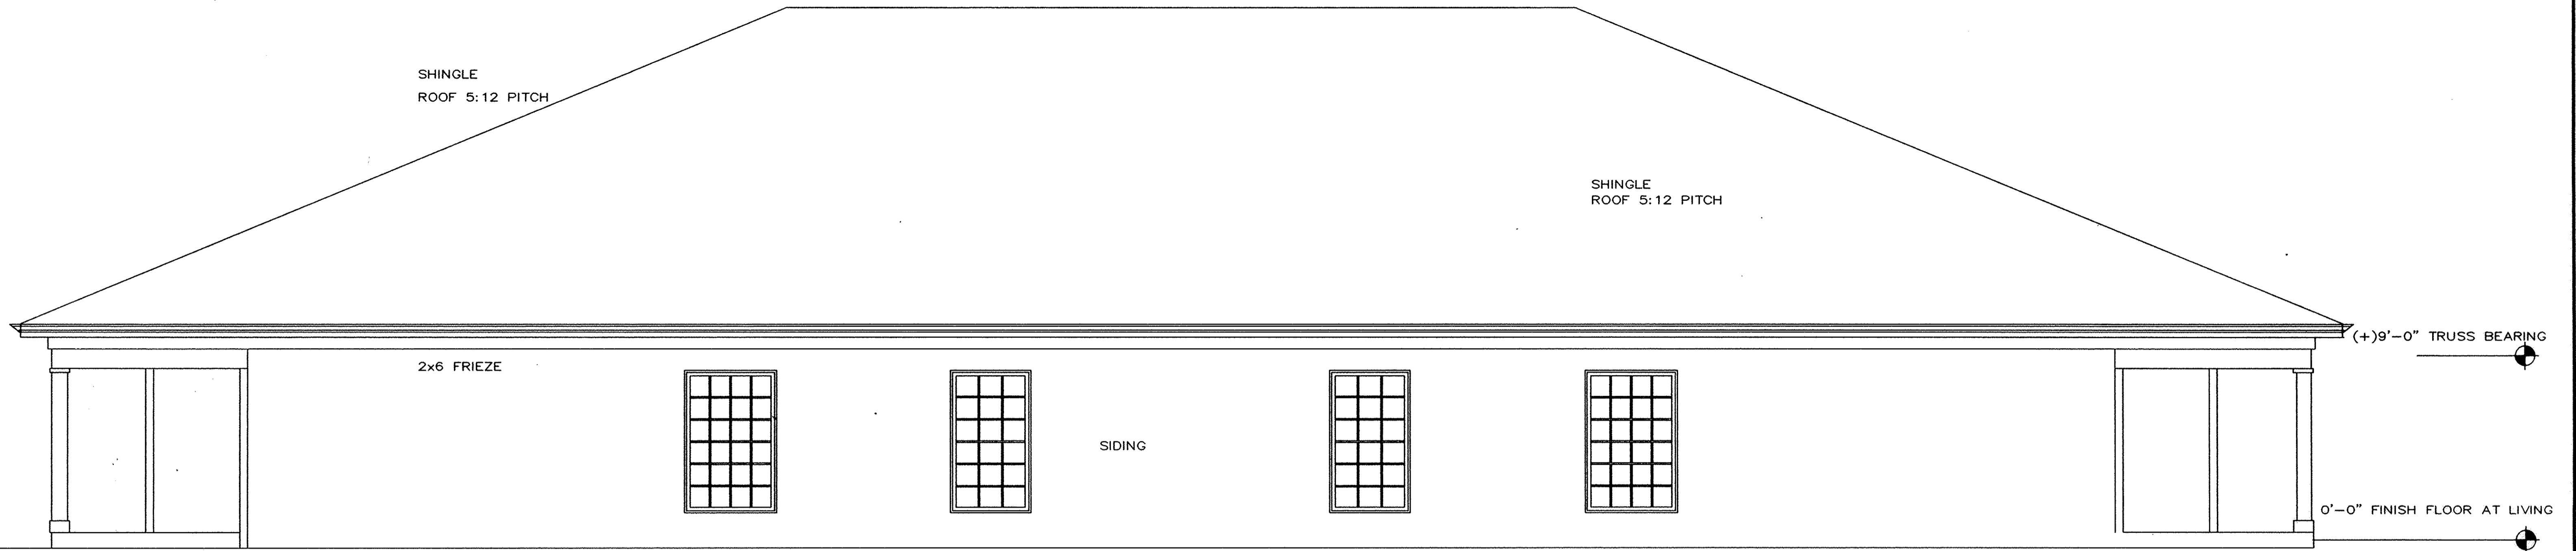 SHINGLE
ROOF 5:12 PITCH
SHINGLE
ROOF 5:12 PITCH
(+)9'-0" TRUSS BEARING
2x6 FRIEZE
SIDING
0'-0" FINISH FLOOR AT LIVING